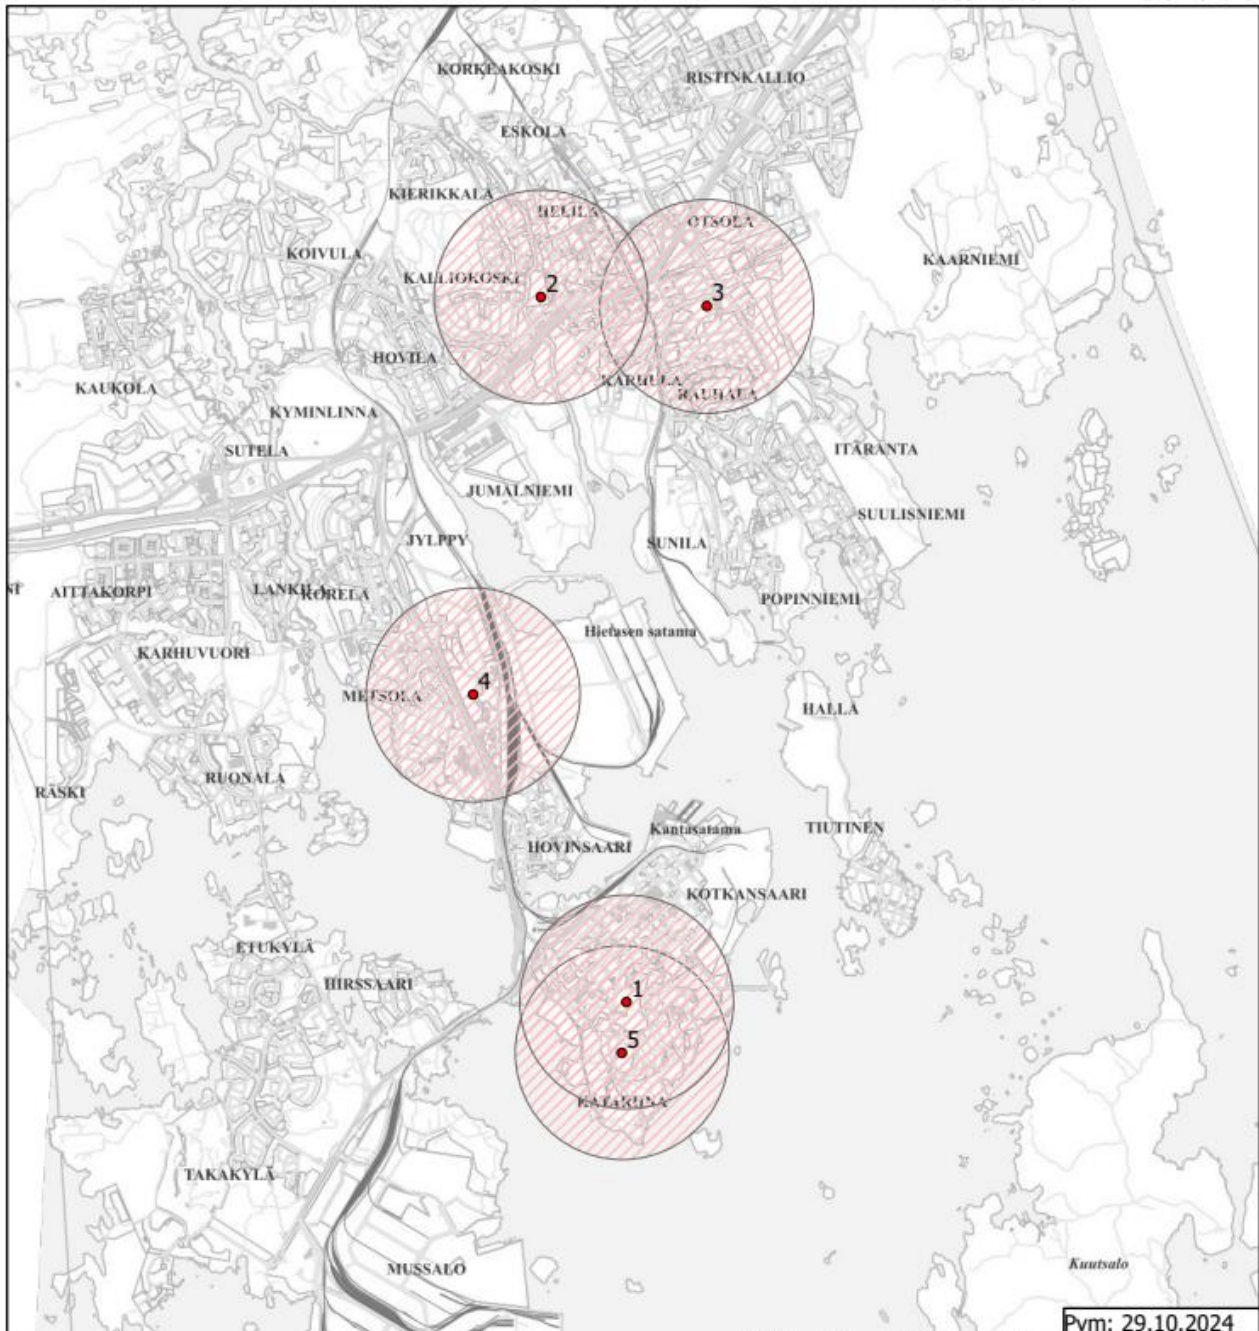 KORKEAKOSKI
RISTINKALLIO
ESKOLA
KIERIKKALA
HELILÄ
OTSOLA
KOIVULA
KAARNIEMI
KALLIOKOSKI
2
3
HOVILA
KARHULA
RAUHALA
KAUKOLA
KYMINLINNA
SUTELA
ITÄRANTA
JUMALNIEMI
SUULISNIEMI
JYLPPY
SUNILA
AITTAKORPI
LANKILA
KORELA
POPINNIEMI
Hietasen satama
KARHUVUORI
4
METSOLA
HALLA
RUONALA
RÄSKI
Kantasatama
TIUTINEN
HOVINSAARI
KOTKANSAARI
ETUKYLÄ
HIRSSAARI
1
5
KATARIINA
TAKAKYLÄ
MUSSALO
Kuutsalo
Pvm: 29.10.2024